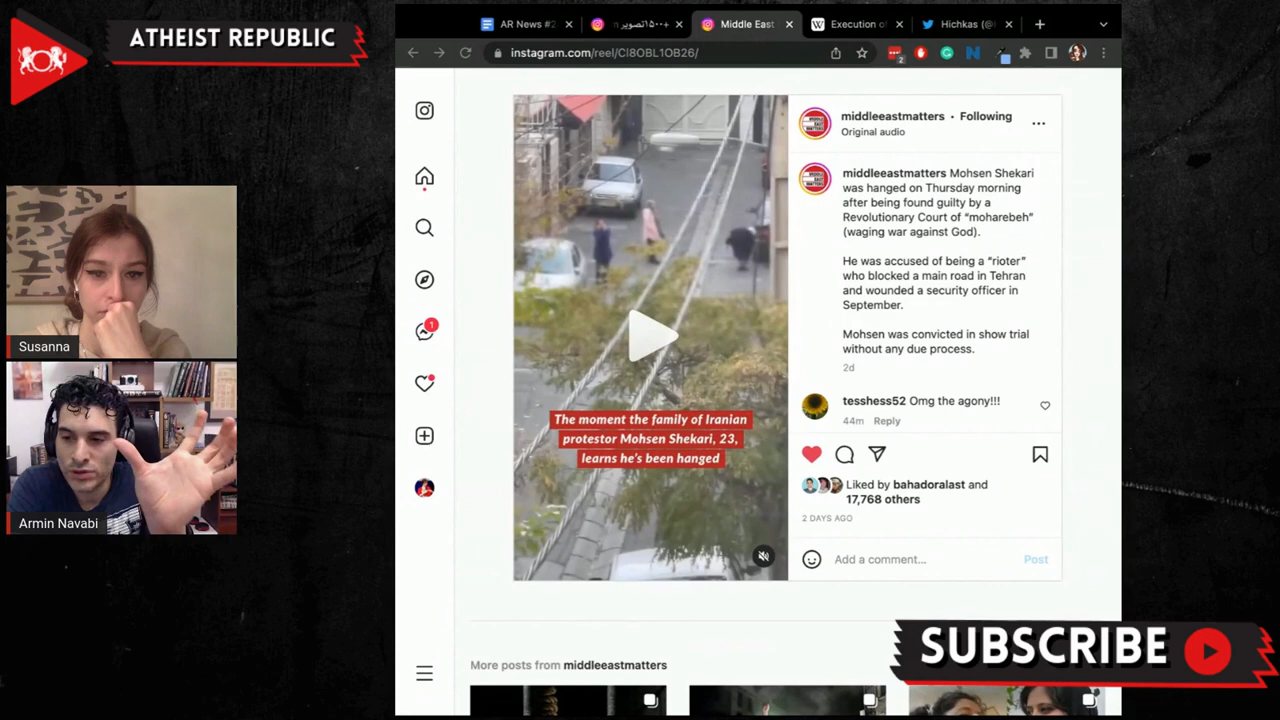 ATHEIST REPUBLIC
AR News #2
+۱۵۰۰تصویر
Middle East
Execution o
Hichkas (@
instagram.com/reel/Cl8OBL1OB26/
2
middleeastmatters • Following
Original audio
middleeastmatters Mohsen Shekari
was hanged on Thursday morning
after being found guilty by a
Revolutionary Court of “moharebeh”
(waging war against God).
He was accused of being a “rioter”
who blocked a main road in Tehran
and wounded a security officer in
September.
Mohsen was convicted in show trial
without any due process.
2d
1
The moment the family of Iranian
protestor Mohsen Shekari, 23,
learns he's been hanged
tesshess52 Omg the agony!!!
44m Reply
Liked by bahadoralast and
17,768 others
2 DAYS AGO
Add a comment...
Post
More posts from middleeastmatters
Susanna
Armin Navabi
SUBSCRIBE